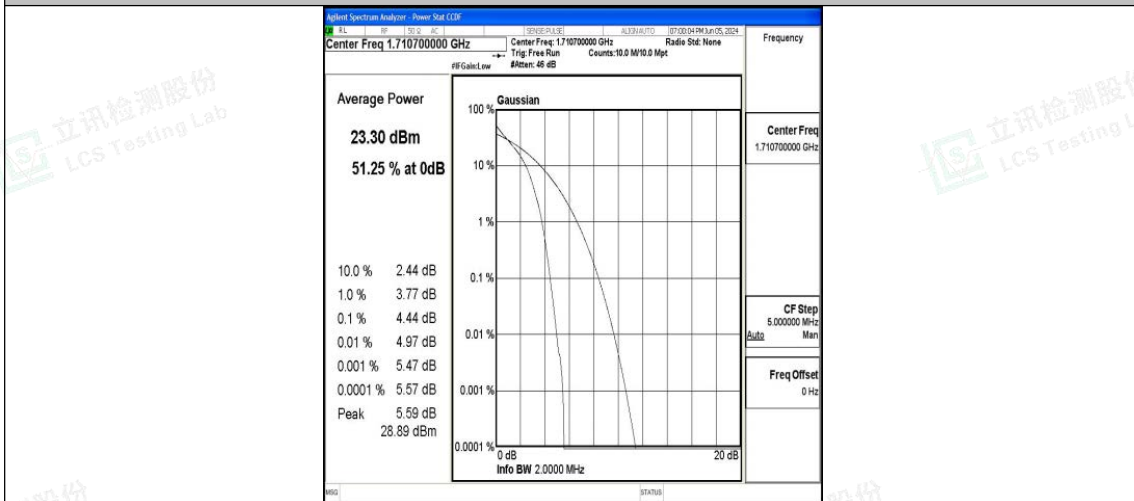 Agilent Spectrum Analyzer - Power Stat CCDF
RL RF 50 Ω AC SENSE:PULSE ALIGN AUTO 07:00:04 PM Jun 05, 2024
Center Freq 1.710700000 GHz
Center Freq: 1.710700000 GHz Radio Std: None
Trig: Free Run Counts:10.0 M/10.0 Mpt
#IFGain:Low #Atten: 46 dB
Frequency
Average Power
23.30 dBm
51.25 % at 0dB
10.0 % 2.44 dB
1.0 % 3.77 dB
0.1 % 4.44 dB
0.01 % 4.97 dB
0.001 % 5.47 dB
0.0001 % 5.57 dB
Peak 5.59 dB
28.89 dBm
Gaussian
100 %
10 %
1 %
0.1 %
0.01 %
0.001 %
0.0001 %
0 dB 20 dB
Info BW 2.0000 MHz
Center Freq
1.710700000 GHz
CF Step
5.000000 MHz
Auto Man
Freq Offset
0 Hz
MSG STATUS
立讯检测股份
LCS Testing Lab
立讯检测股份
LCS Testing L